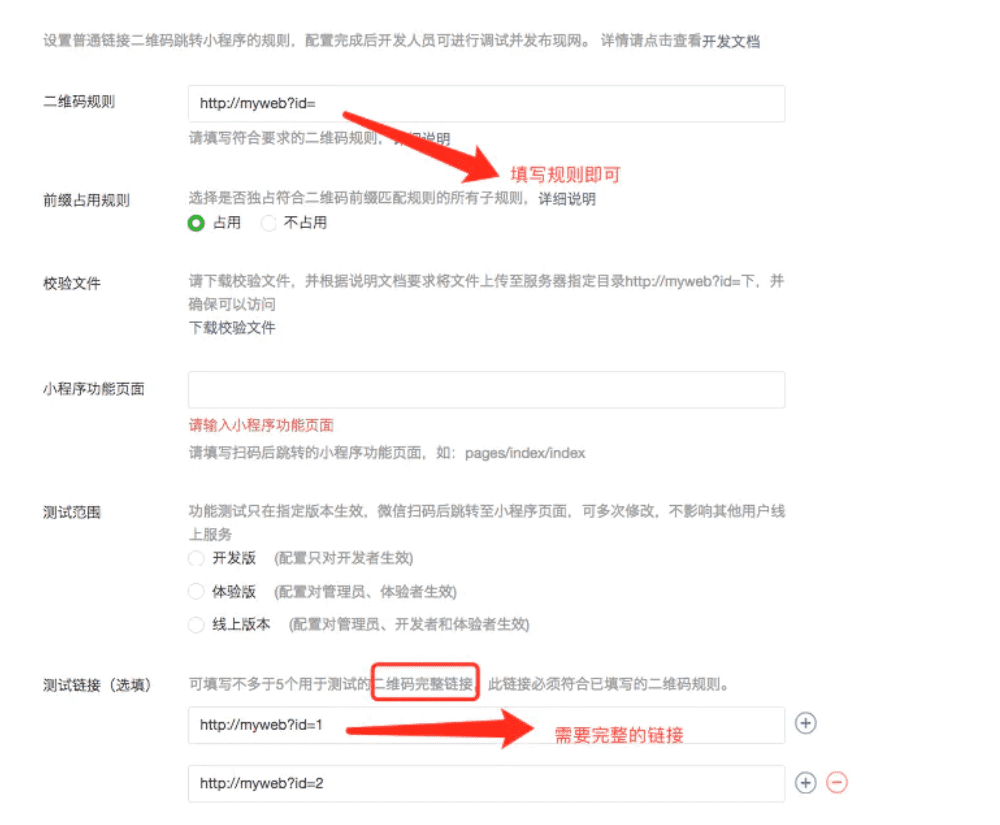 设置普通链接二维码跳转小程序的规则，配置完成后开发人员可进行调试并发布现网。 详情请点击查看开发文档
二维码规则
http://myweb?id=
请填写符合要求的二维码规则，详细说明
填写规则即可
前缀占用规则
选择是否独占符合二维码前缀匹配规则的所有子规则，详细说明
占用 不占用
校验文件
请下载校验文件，并根据说明文档要求将文件上传至服务器指定目录http://myweb?id=下，并
确保可以访问
下载校验文件
小程序功能页面
请输入小程序功能页面
请填写扫码后跳转的小程序功能页面，如：pages/index/index
测试范围
功能测试只在指定版本生效，微信扫码后跳转至小程序页面，可多次修改，不影响其他用户线
上服务
开发版 (配置只对开发者生效)
体验版 (配置对管理员、体验者生效)
线上版本 (配置对管理员、开发者和体验者生效)
测试链接（选填）
可填写不多于5个用于测试的二维码完整链接，此链接必须符合已填写的二维码规则。
http://myweb?id=1
需要完整的链接
http://myweb?id=2